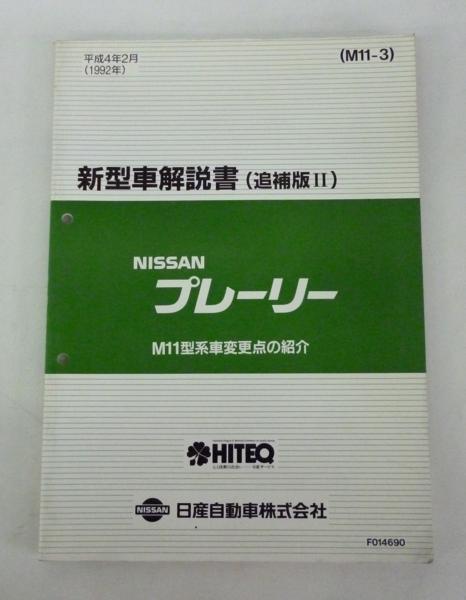 平成4年2月
(1992年)
(M11-3)
新型車解説書(追補版II)
NISSAN
プレーリー
M11型系車変更点の紹介
HITEQ
NISSAN
日産自動車株式会社
F014690